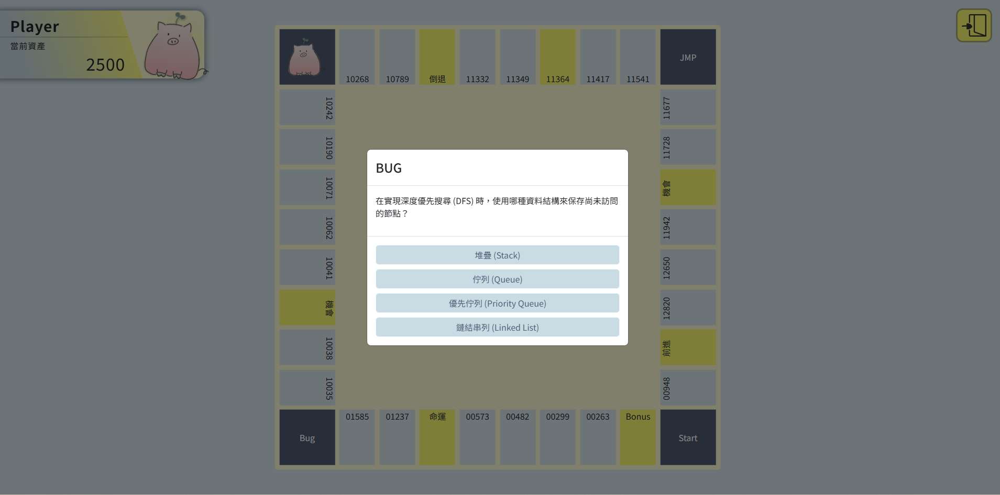 Player
當前資產
2500
10268
10789
倒退
11332
11349
11364
11417
11541
JMP
10242
10190
10071
10062
10041
機會
10038
10035
11677
11728
機會
11942
12650
12820
前進
00948
BUG
在實現深度優先搜尋 (DFS) 時，使用哪種資料結構來保存尚未訪問
的節點？
堆疊 (Stack)
佇列 (Queue)
優先佇列 (Priority Queue)
鏈結串列 (Linked List)
Bug
01585
01237
命運
00573
00482
00299
00263
Bonus
Start